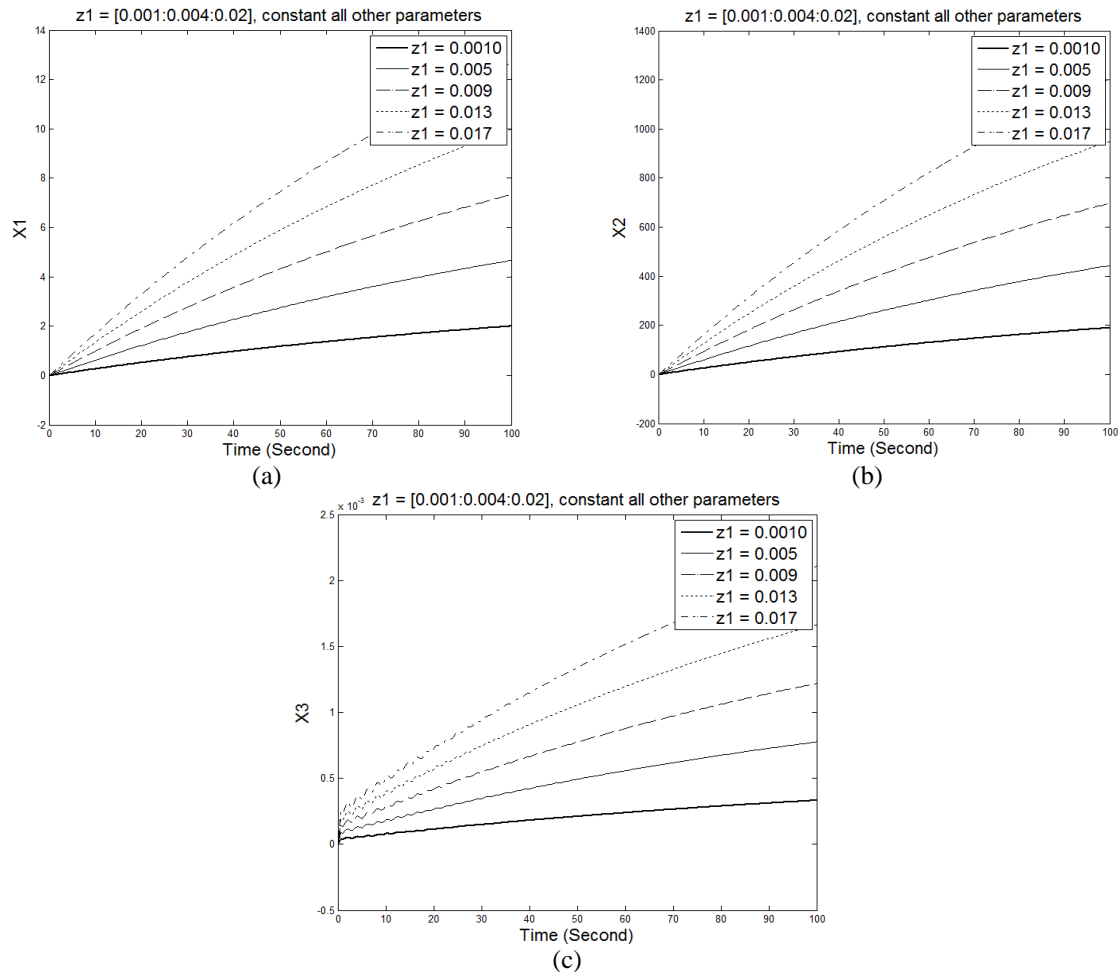 z1 = [0.001:0.004:0.02], constant all other parameters
14
12
10
8
6
4
2
0
-2
X1
z1 = 0.0010
z1 = 0.005
z1 = 0.009
z1 = 0.013
z1 = 0.017
0 10 20 30 40 50 60 70 80 90 100
Time (Second)
(a)
z1 = [0.001:0.004:0.02], constant all other parameters
1400
1200
1000
800
600
400
200
0
-200
X2
z1 = 0.0010
z1 = 0.005
z1 = 0.009
z1 = 0.013
z1 = 0.017
0 10 20 30 40 50 60 70 80 90 100
Time (Second)
(b)
x 10-3
z1 = [0.001:0.004:0.02], constant all other parameters
2.5
2
1.5
1
0.5
0
-0.5
X3
z1 = 0.0010
z1 = 0.005
z1 = 0.009
z1 = 0.013
z1 = 0.017
0 10 20 30 40 50 60 70 80 90 100
Time (Second)
(c)